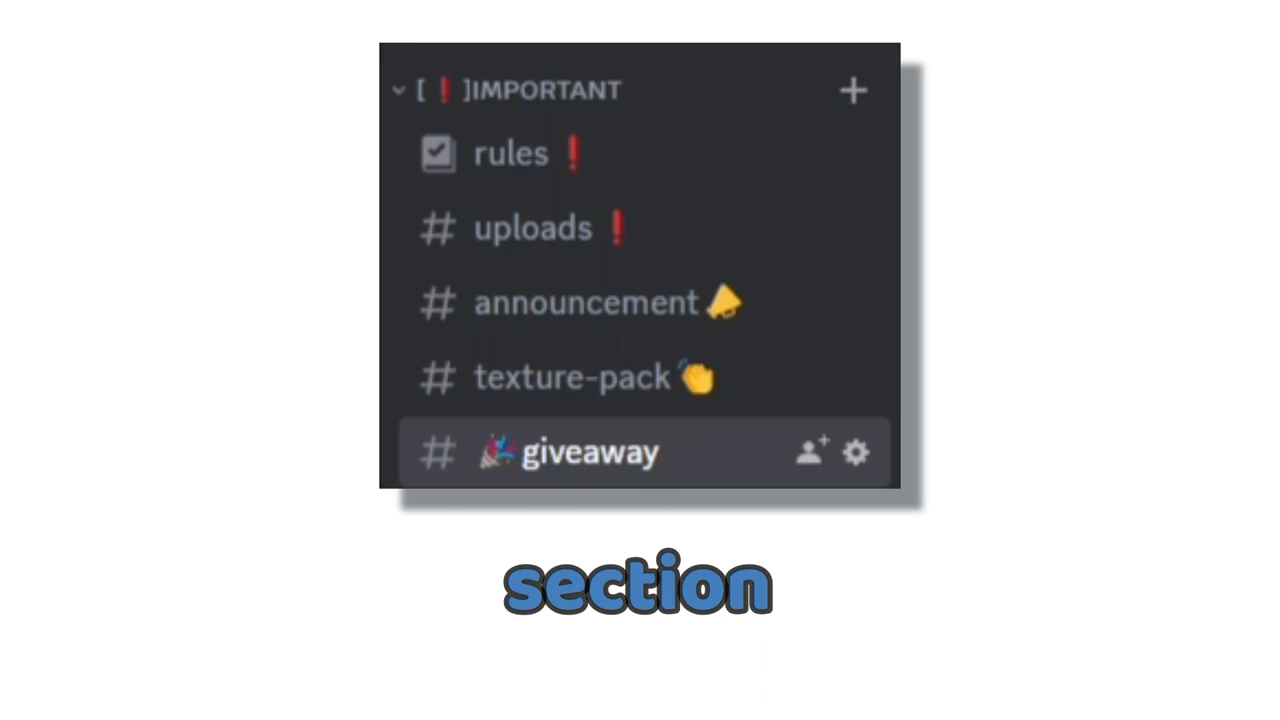 [❗]IMPORTANT
rules❗
# uploads❗
# announcement📣
# texture-pack👏
# 🎉giveaway
section